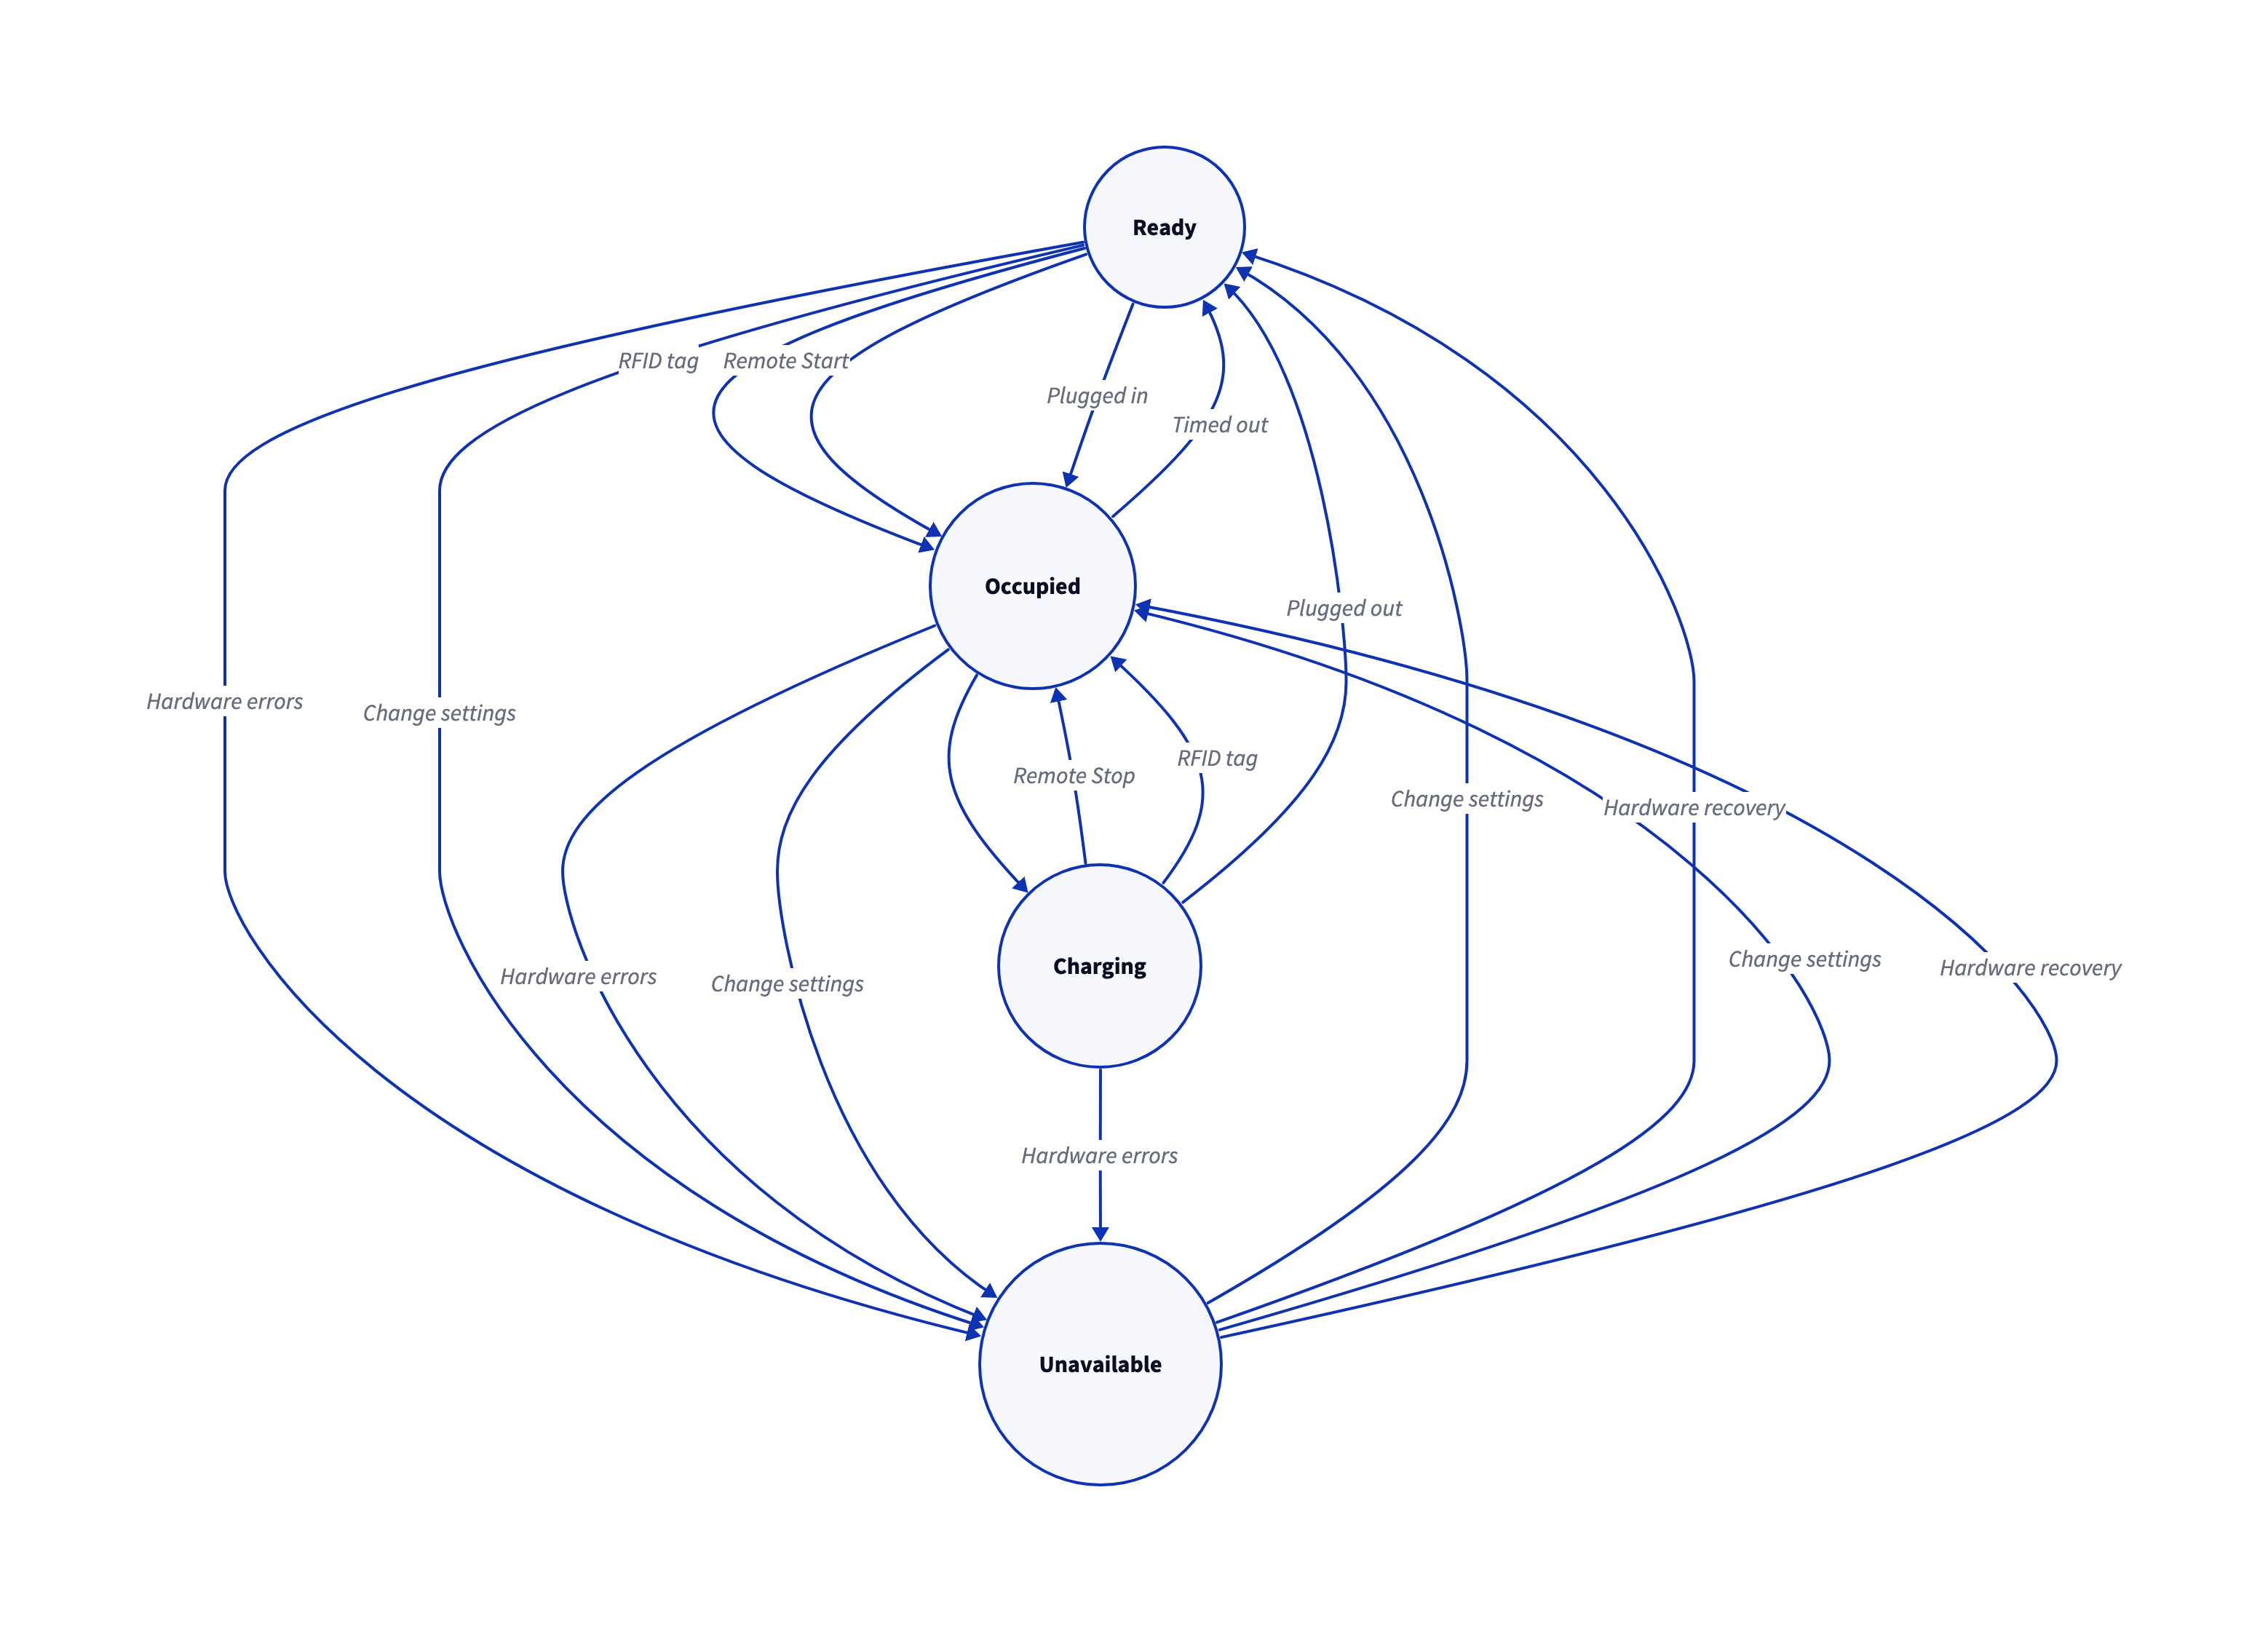 Ready
RFID tag
Remote Start
Plugged in
Timed out
Occupied
Plugged out
Hardware errors
Change settings
RFID tag
Remote Stop
Change settings
Hardware recovery
Charging
Change settings
Hardware recovery
Hardware errors
Change settings
Hardware errors
Unavailable